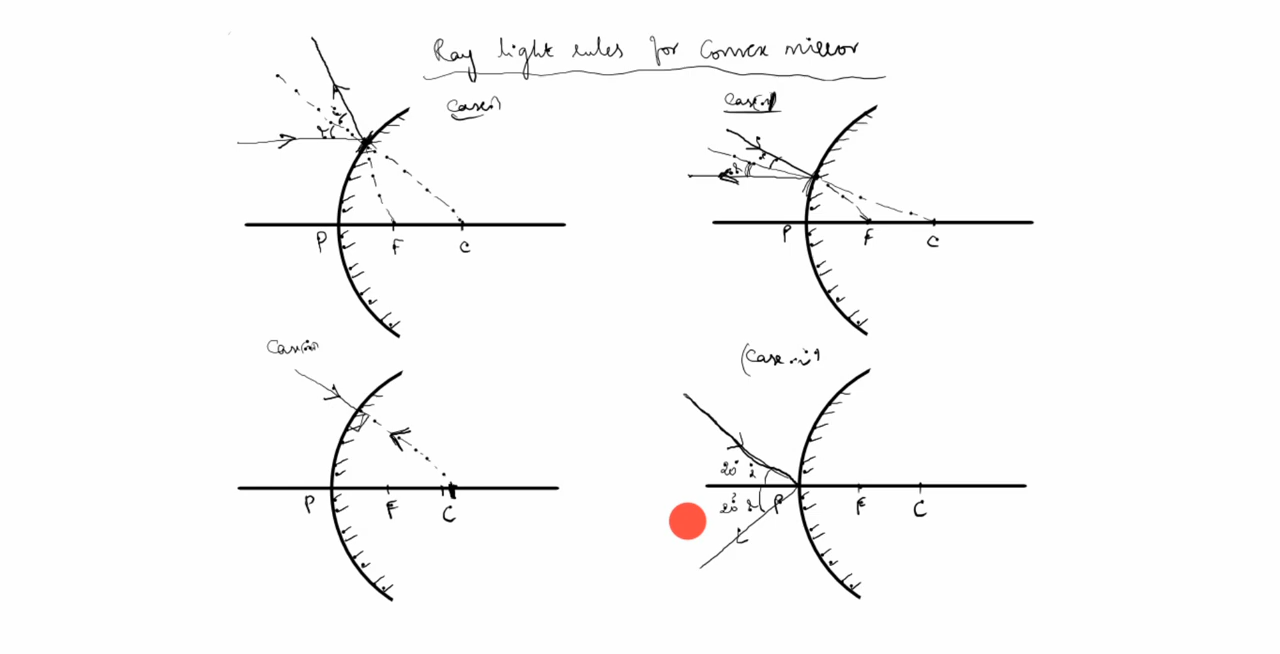 Ray light rules for Convex mirror
Case i)
i
r
P F C
Case ii)
i
r
P F C
Case iii)
P F C
(Case iv)
20° i
20° r
P F C